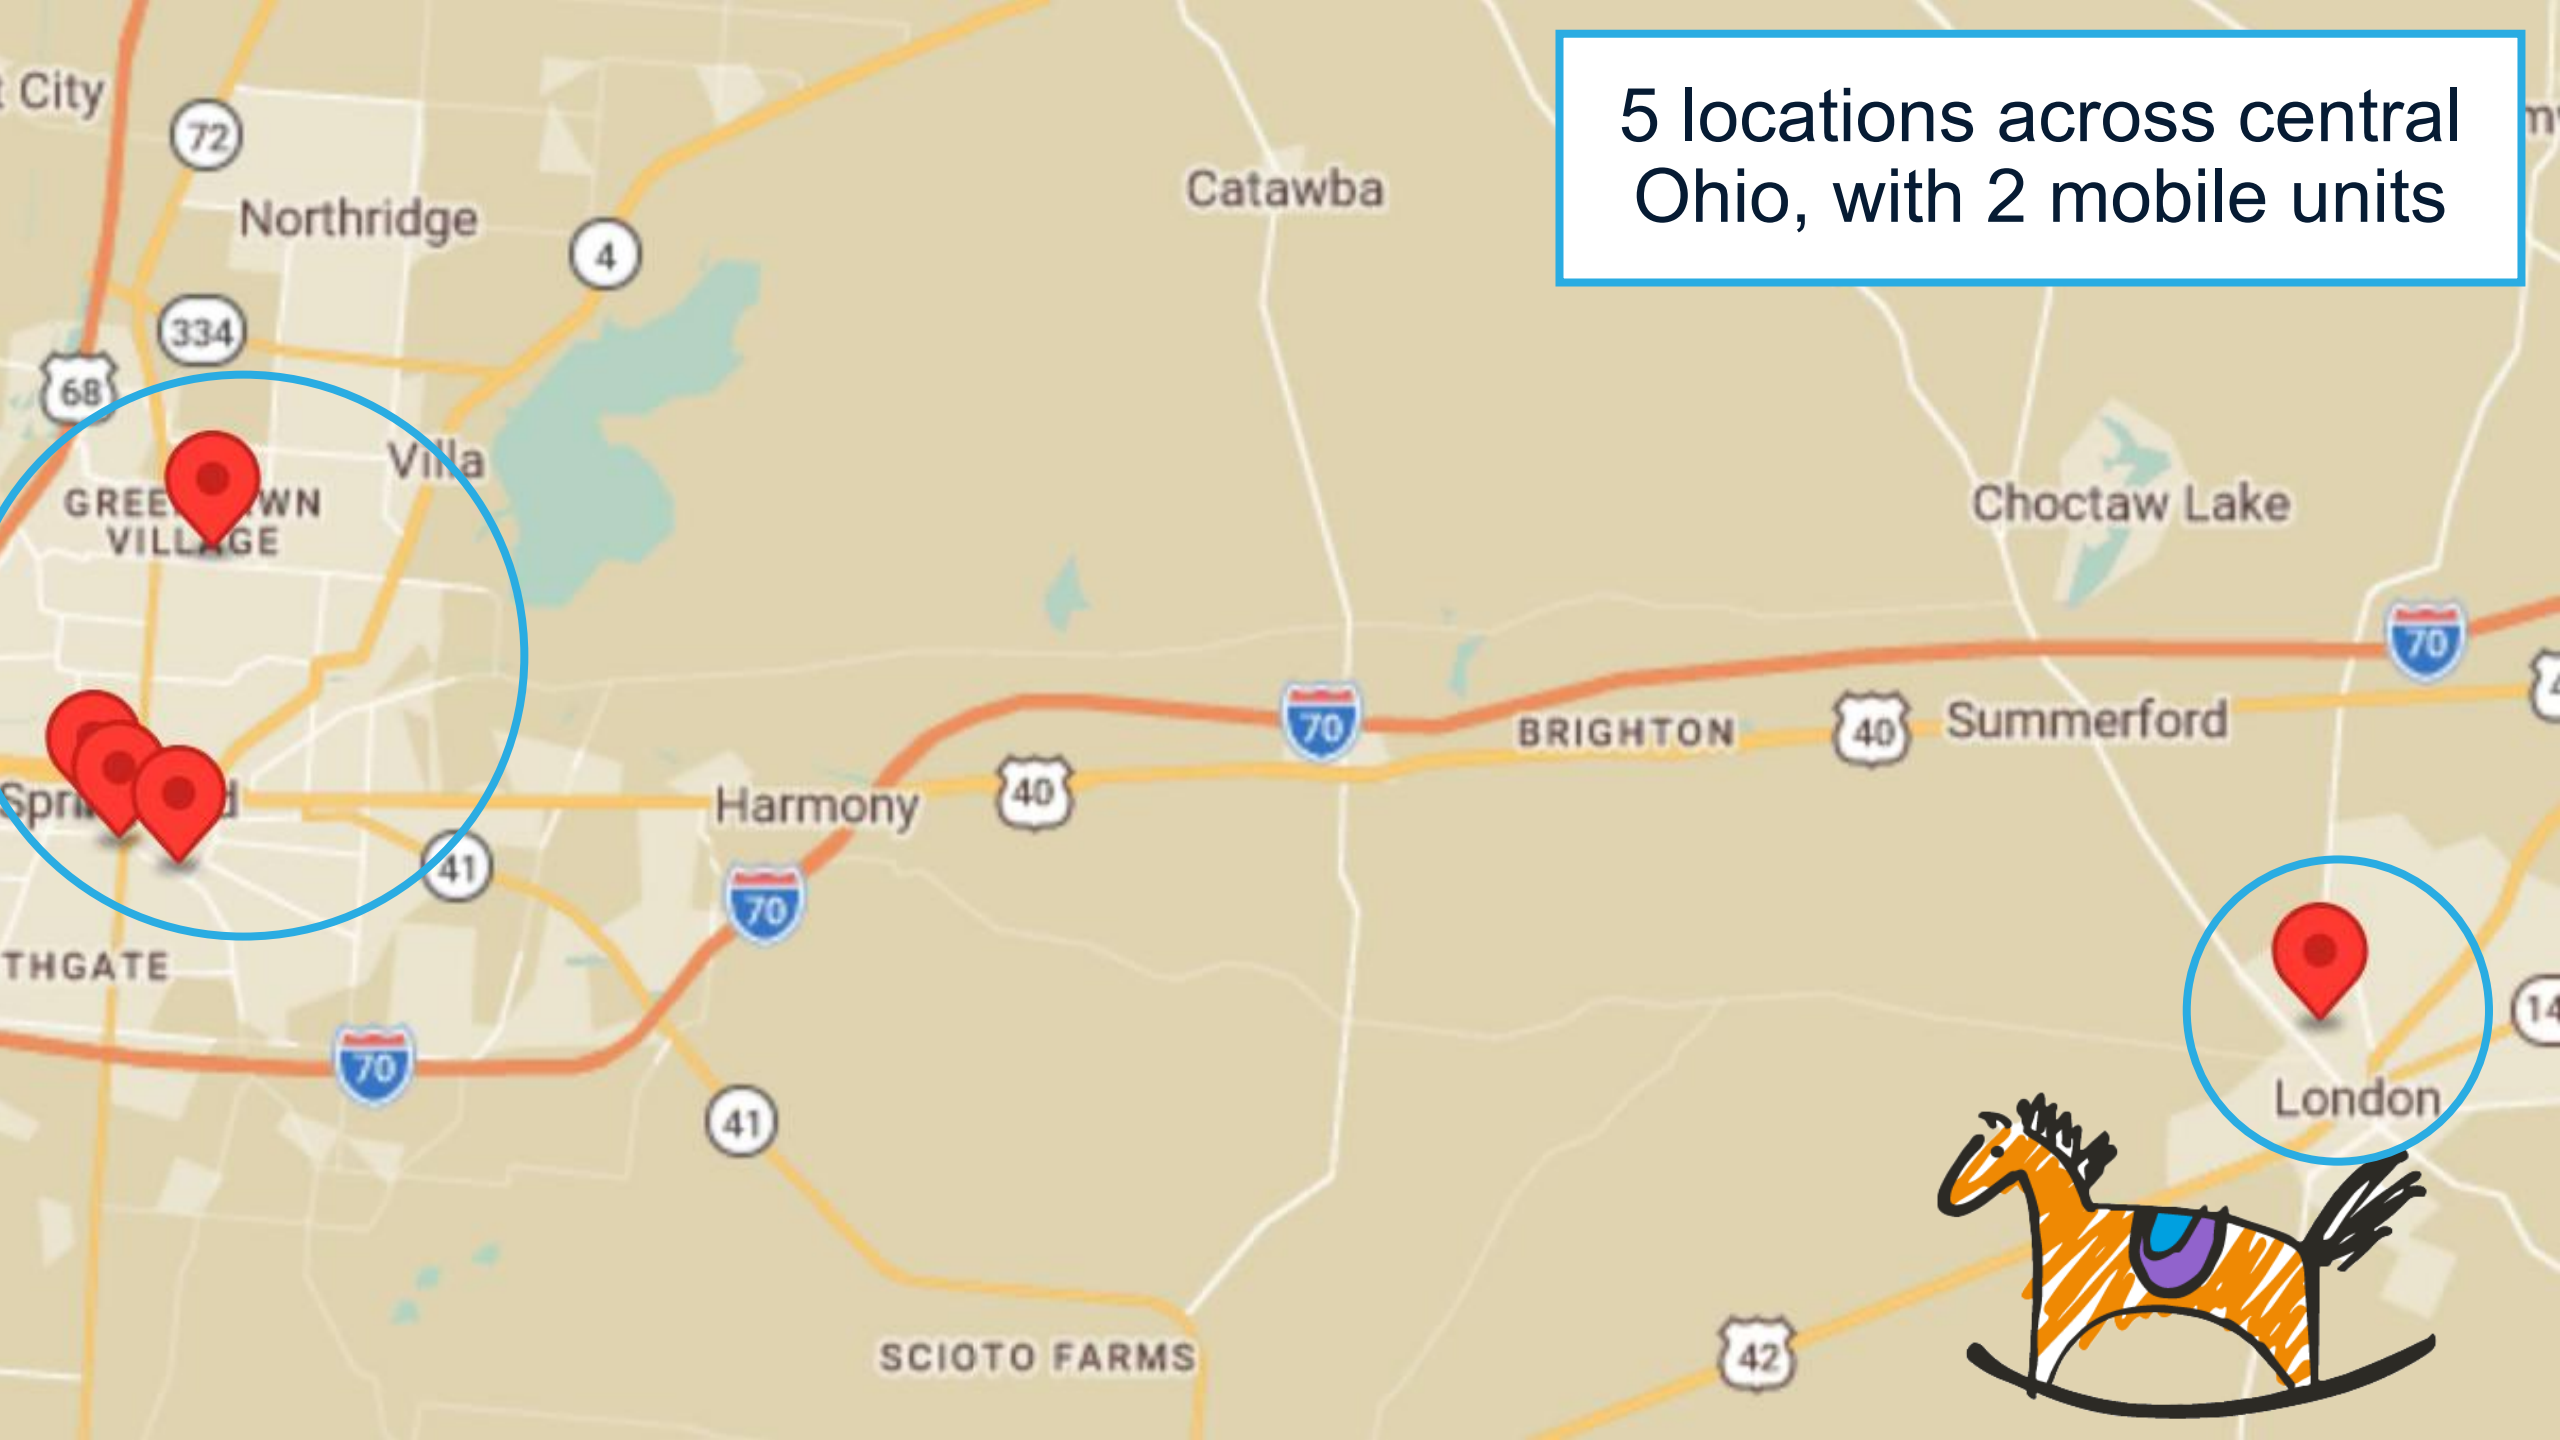 5 locations across central
Ohio, with 2 mobile units
City
72
Northridge
4
Catawba
334
68
Villa
VILLAGE
Choctaw Lake
70
70
BRIGHTON
40
Summerford
40
Harmony
41
70
THGATE
70
41
London
SCIOTO FARMS
42